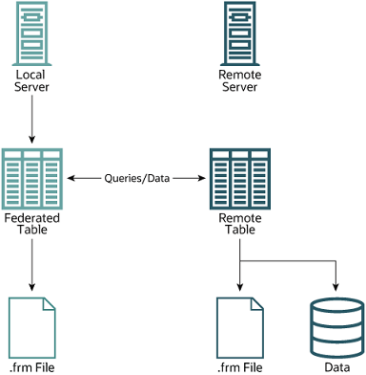 Local
Server
Remote
Server
Queries/Data
Federated
Table
Remote
Table
.frm File
.frm File
Data